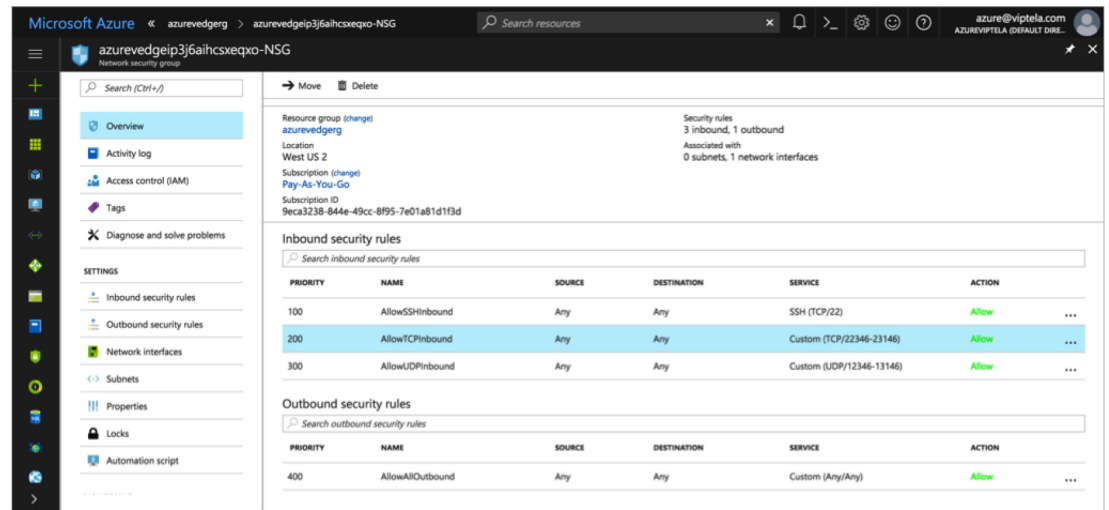 Microsoft Azure « azurevedgerg > azurevedgeip3j6aihcsxeqxo-NSG Search resources × >_ ? azure@viptela.com
AZUREVIPTELA (DEFAULT DIRE...
azurevedgeip3j6aihcsxeqxo-NSG
Network security group
Search (Ctrl+/)
Overview
Activity log
Access control (IAM)
Tags
Diagnose and solve problems
SETTINGS
Inbound security rules
Outbound security rules
Network interfaces
Subnets
Properties
Locks
Automation script
→ Move Delete
Resource group (change)
azurevedgerg
Location
West US 2
Subscription (change)
Pay-As-You-Go
Subscription ID
9eca3238-844e-49cc-8f95-7e01a81d1f3d
Security rules
3 inbound, 1 outbound
Associated with
0 subnets, 1 network interfaces
Inbound security rules
Search inbound security rules
PRIORITY NAME SOURCE DESTINATION SERVICE ACTION
100 AllowSSHInbound Any Any SSH (TCP/22) Allow ...
200 AllowTCPInbound Any Any Custom (TCP/22346-23146) Allow ...
300 AllowUDPInbound Any Any Custom (UDP/12346-13146) Allow ...
Outbound security rules
Search outbound security rules
PRIORITY NAME SOURCE DESTINATION SERVICE ACTION
400 AllowAllOutbound Any Any Custom (Any/Any) Allow ...